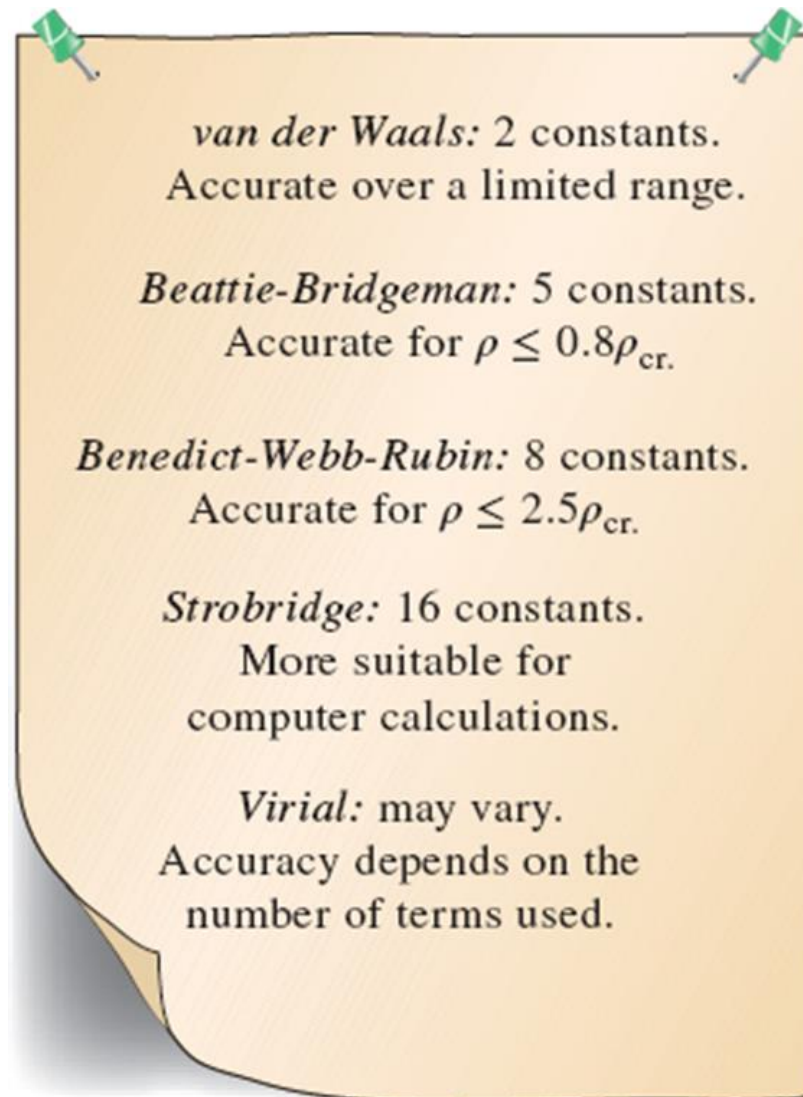 van der Waals: 2 constants.
Accurate over a limited range.
Beattie-Bridgeman: 5 constants.
Accurate for ρ ≤ 0.8ρcr.
Benedict-Webb-Rubin: 8 constants.
Accurate for ρ ≤ 2.5ρcr.
Strobridge: 16 constants.
More suitable for
computer calculations.
Virial: may vary.
Accuracy depends on the
number of terms used.